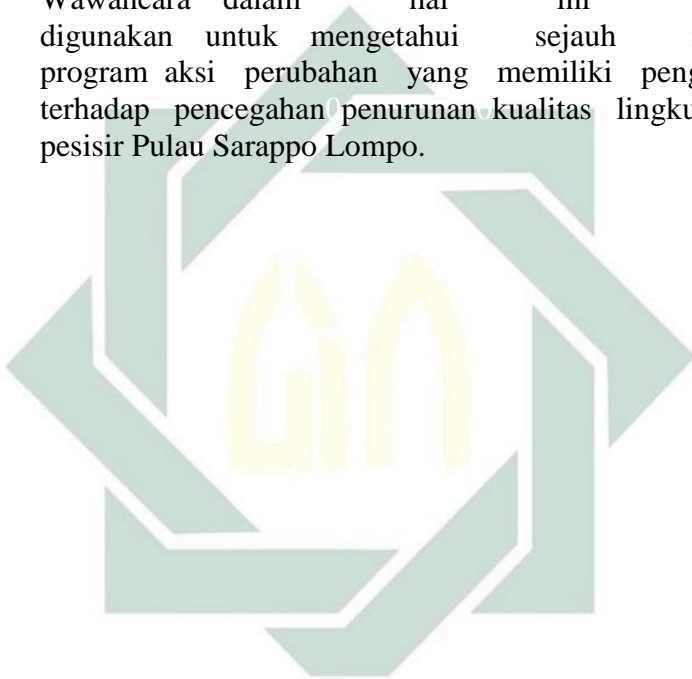 Wawancara dalam hal ini
digunakan untuk mengetahui sejauh
program aksi perubahan yang memiliki peng
terhadap pencegahan penurunan kualitas lingku
pesisir Pulau Sarappo Lompo.